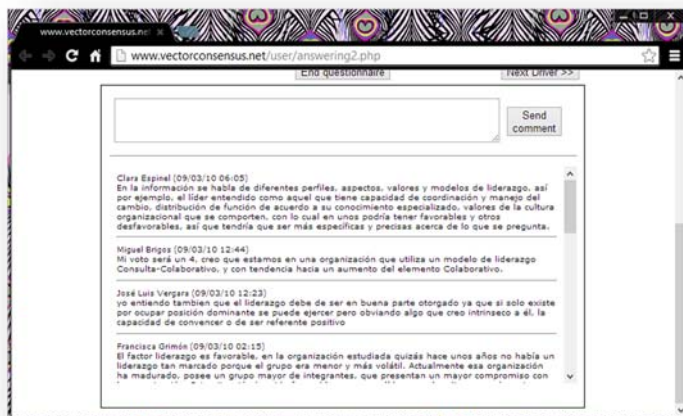 www.vectorconsensus.ne
www.vectorconsensus.net/user/answering2.php
End questionnaire
Next Driver >>
Send
comment
Clara Espinel (09/03/10 06:05)
En la información se habla de diferentes perfiles, aspectos, valores y modelos de liderazgo, así
por ejemplo, el líder entendido como aquel que tiene capacidad de coordinación y manejo del
cambio, distribución de función de acuerdo a su conocimiento especializado, valores de la cultura
organizacional que se comporten, con lo cual en unos podría tener favorables y otros
desfavorables, así que tendría que ser más específicas y precisas acerca de lo que se pregunta.
Miguel Brigos (09/03/10 12:44)
Mi voto será un 4, creo que estamos en una organización que utiliza un modelo de liderazgo
Consulta-Colaborativo, y con tendencia hacia un aumento del elemento Colaborativo.
José Luis Vergara (09/03/10 12:23)
yo entiendo tambien que el liderazgo debe de ser en buena parte otorgado ya que si solo existe
por ocupar posición dominante se puede ejercer pero obviando algo que creo intrinseco a él, la
capacidad de convencer o de ser referente positivo
Francisca Grimón (09/03/10 02:15)
El factor liderazgo es favorable, en la organización estudiada quizás hace unos años no había un
liderazgo tan marcado porque el grupo era menor y más volátil. Actualmente esa organización
ha madurado, posee un grupo mayor de integrantes, que presentan un mayor compromiso con